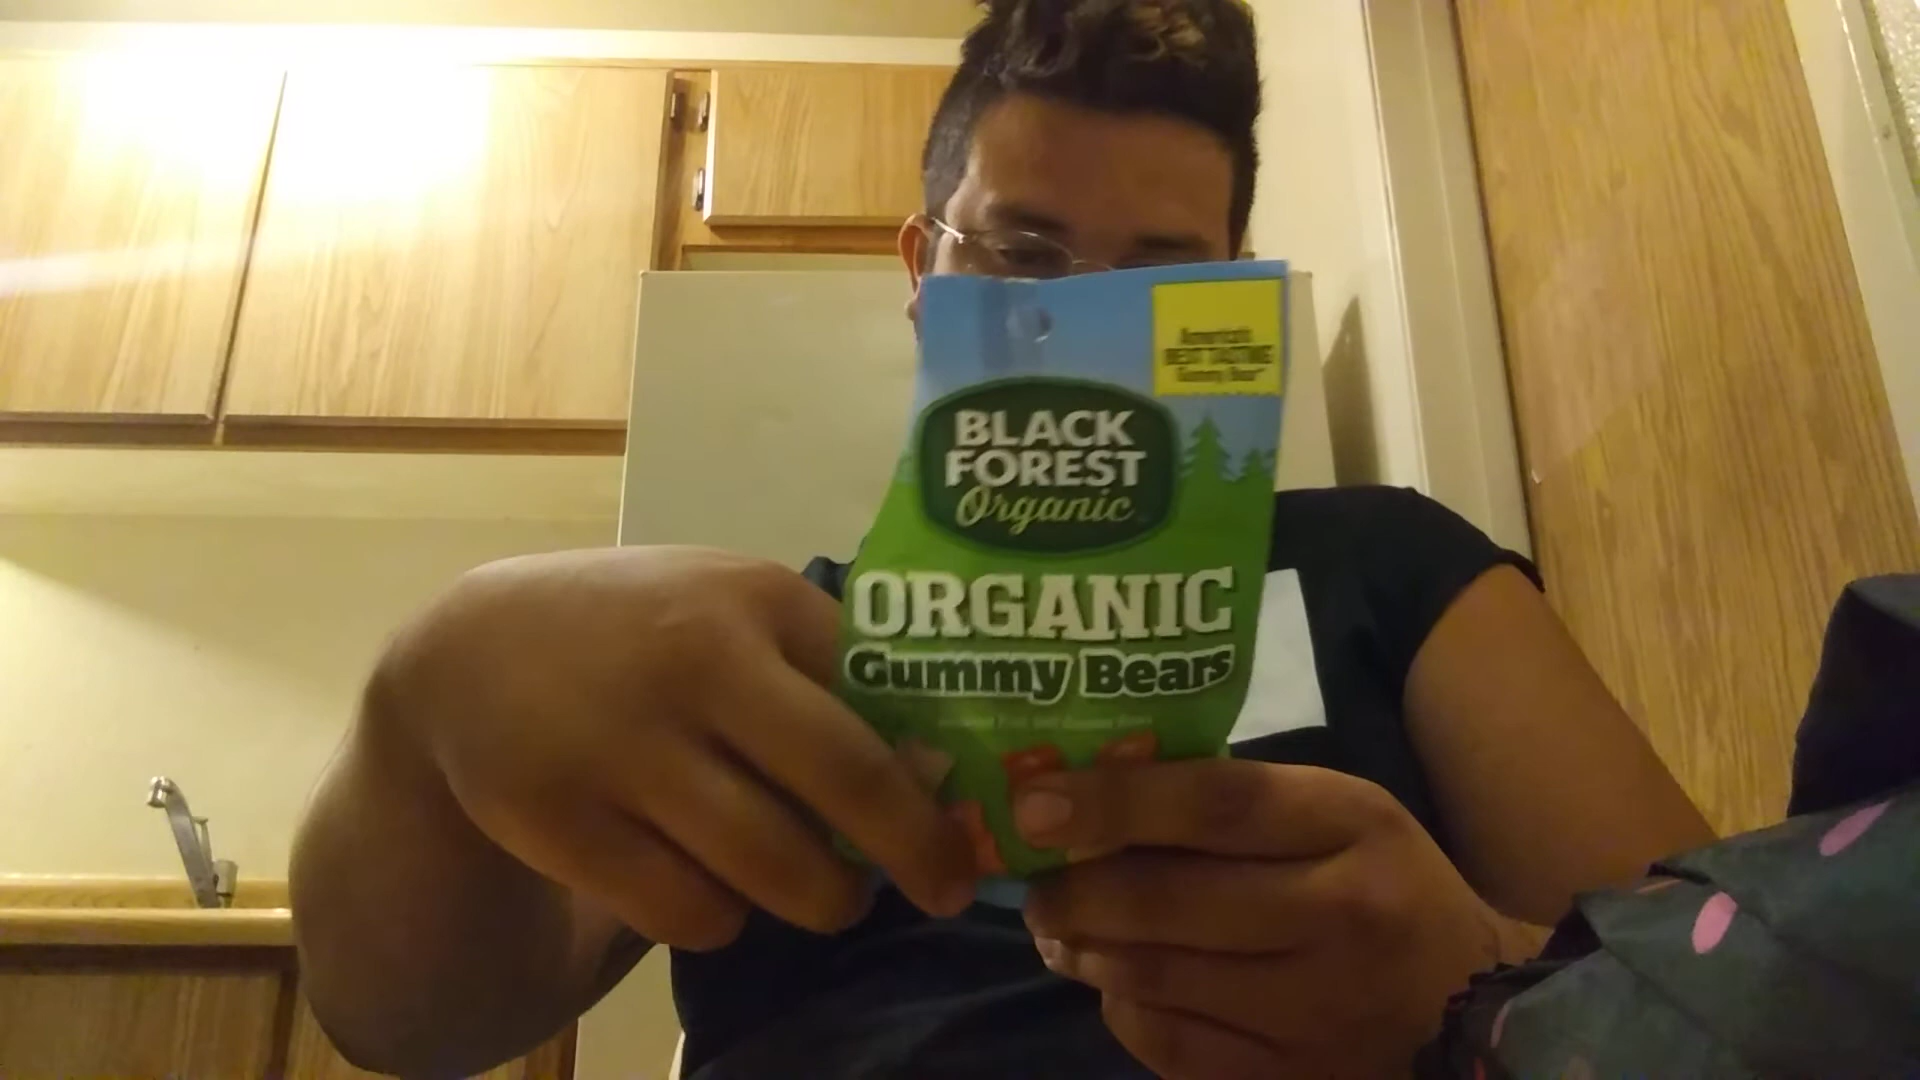 America's
BEST TASTING
Gummy Bear
BLACK
FOREST
Organic
ORGANIC
Gummy Bears